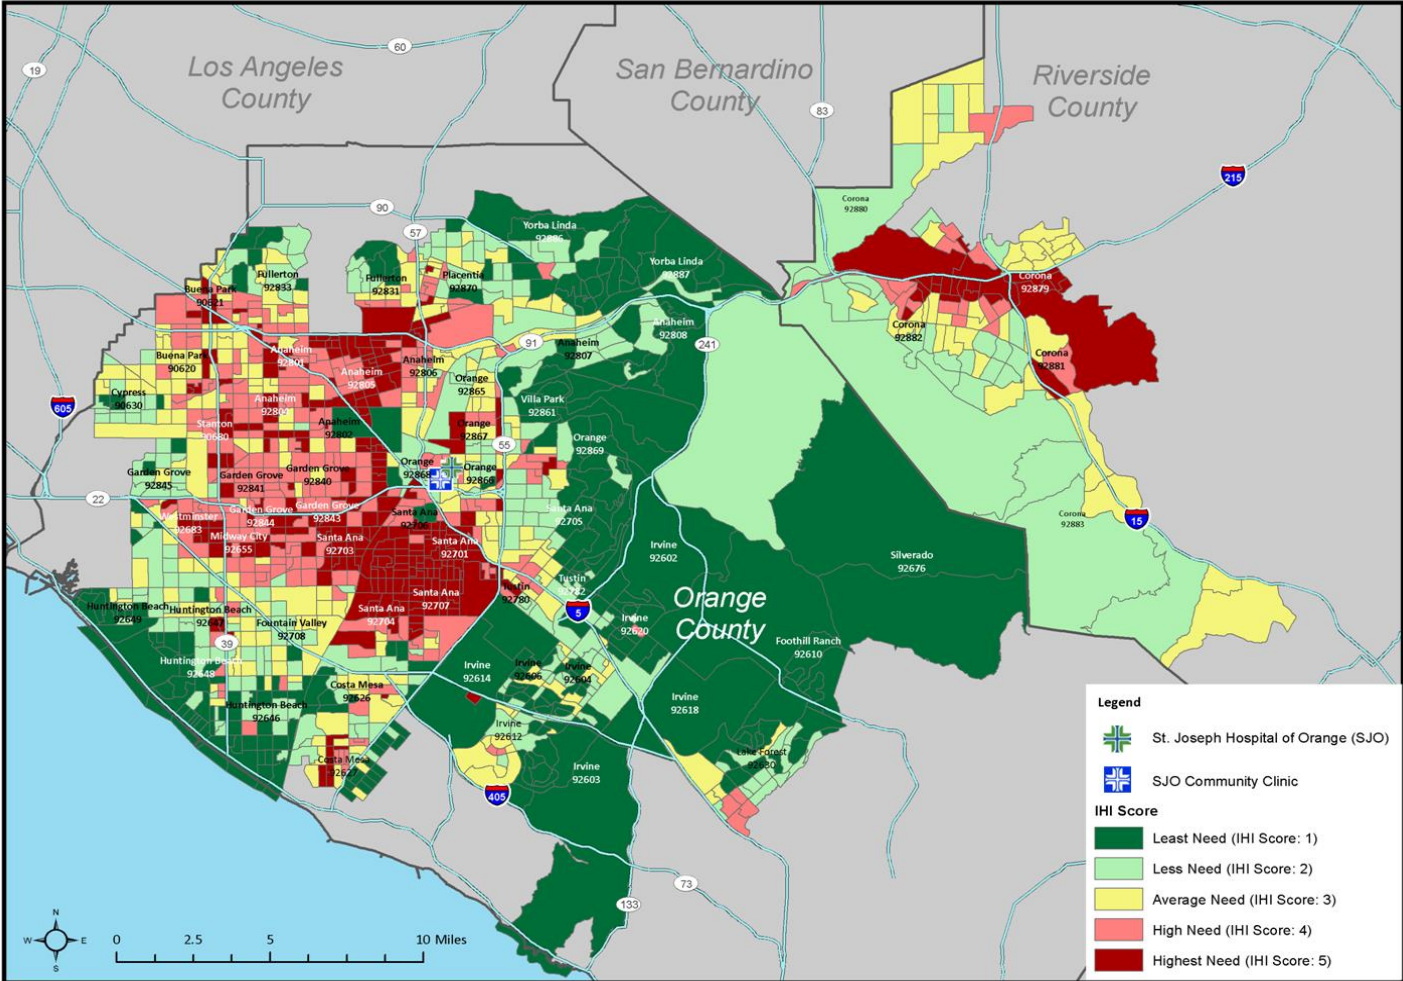 Los Angeles
County
San Bernardino
County
Riverside
County
60
19
83
215
90
57
Corona
92880
Yorba Linda
92886
Yorba Linda
92887
Fullerton
92833
Fullerton
92831
Placentia
92870
Buena Park
90621
Corona
92879
Anaheim
92808
Corona
92882
91
Anaheim
92807
241
Anaheim
92801
Buena Park
90620
Anaheim
92805
Anaheim
92806
Corona
92881
Orange
92865
Cypress
90630
605
Anaheim
92804
Villa Park
92861
Stanton
90680
Anaheim
92802
Orange
92867
55
Orange
92869
Garden Grove
92845
Garden Grove
92841
Garden Grove
92840
Orange
92868
Orange
92866
22
Westminster
92683
Garden Grove
92844
Garden Grove
92843
Santa Ana
92706
Santa Ana
92705
Corona
92883
15
Midway City
92655
Santa Ana
92703
Santa Ana
92701
Irvine
92602
Silverado
92676
Tustin
92780
Tustin
92782
Santa Ana
92707
Santa Ana
92704
Orange
County
5
Huntington Beach
92649
Huntington Beach
92647
Fountain Valley
92708
Irvine
92620
39
Foothill Ranch
92610
Huntington Beach
92648
Irvine
92614
Irvine
92606
Irvine
92604
Costa Mesa
92626
Huntington Beach
92646
Irvine
92618
Irvine
92612
Lake Forest
92630
Costa Mesa
92627
Irvine
92603
405
73
133
Legend
St. Joseph Hospital of Orange (SJO)
SJO Community Clinic
IHI Score
Least Need (IHI Score: 1)
Less Need (IHI Score: 2)
Average Need (IHI Score: 3)
High Need (IHI Score: 4)
Highest Need (IHI Score: 5)
N
W E
S
0 2.5 5 10 Miles